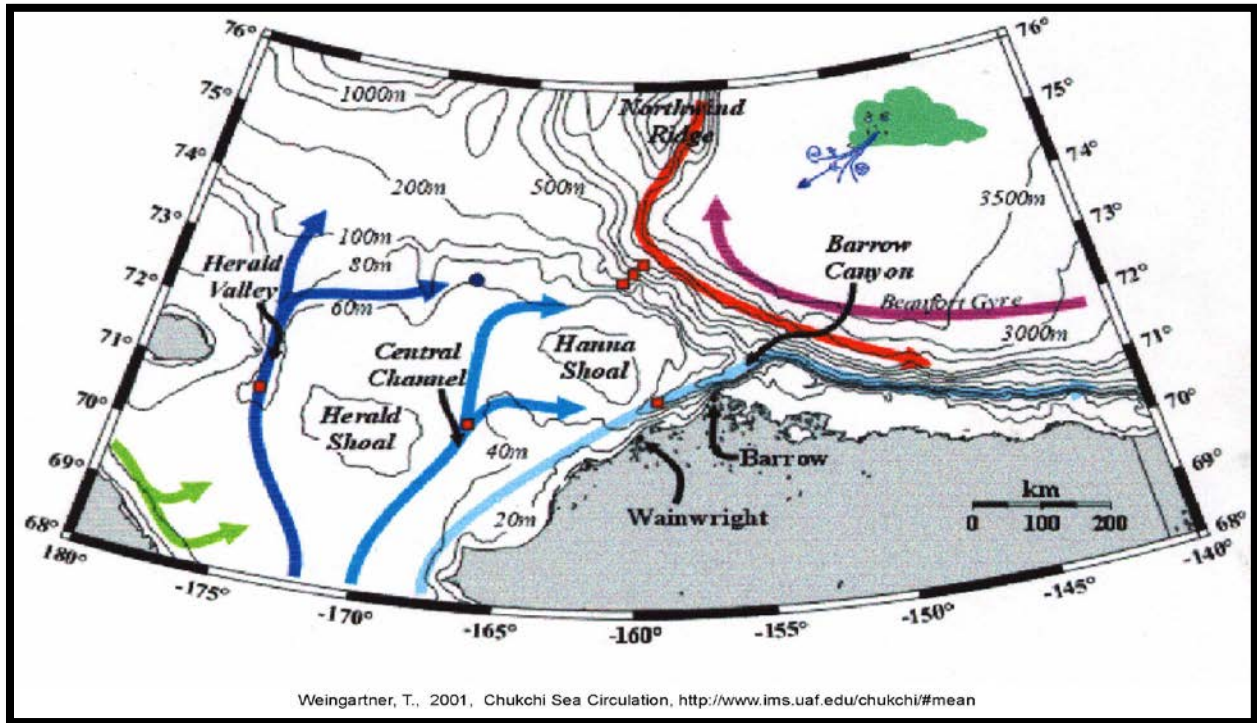 76°
76°
75°
75°
74°
74°
73°
73°
72°
72°
71°
71°
70°
70°
69°
69°
68°
68°
180°
-175°
-170°
-165°
-160°
-155°
-150°
-145°
-140°
1000m
200m
500m
100m
80m
60m
40m
20m
3500m
3000m
Northwind
Ridge
Herald
Valley
Barrow
Canyon
Beaufort Gyre
Central
Channel
Hanna
Shoal
Herald
Shoal
Barrow
Wainwright
km
0 100 200
Weingartner, T., 2001, Chukchi Sea Circulation, http://www.ims.uaf.edu/chukchi/#mean